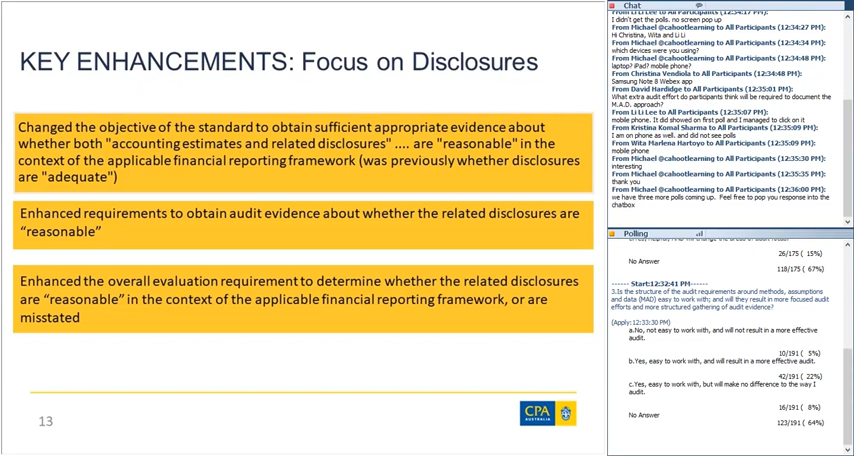 KEY ENHANCEMENTS: Focus on Disclosures
Changed the objective of the standard to obtain sufficient appropriate evidence about
whether both "accounting estimates and related disclosures" .... are "reasonable" in the
context of the applicable financial reporting framework (was previously whether disclosures
are "adequate")
Enhanced requirements to obtain audit evidence about whether the related disclosures are
“reasonable”
Enhanced the overall evaluation requirement to determine whether the related disclosures
are “reasonable” in the context of the applicable financial reporting framework, or are
misstated
13
CPA
AUSTRALIA
Chat
From Li Li Lee to All Participants (12:34:17 PM):
I didn't get the polls. no screen pop up
From Michael @cahootlearning to All Participants (12:34:27 PM):
Hi Christina, Wita and Li Li
From Michael @cahootlearning to All Participants (12:34:34 PM):
which devices were you using?
From Michael @cahootlearning to All Participants (12:34:48 PM):
laptop? iPad? mobile phone?
From Christina Vendiola to All Participants (12:34:48 PM):
Samsung Note 8 Webex app
From David Hardidge to All Participants (12:35:01 PM):
What extra audit effort do participants think will be required to document the
M.A.D. approach?
From Li Li Lee to All Participants (12:35:07 PM):
mobile phone. It did showed on first poll and I managed to click on it
From Kristina Komal Sharma to All Participants (12:35:09 PM):
I am on phone as well. and did not see polls
From Wita Marlena Hartoyo to All Participants (12:35:09 PM):
mobile phone
From Michael @cahootlearning to All Participants (12:35:30 PM):
interesting
From Michael @cahootlearning to All Participants (12:35:35 PM):
thank you
From Michael @cahootlearning to All Participants (12:36:00 PM):
we have three more polls coming up. Feel free to pop you response into the
chatbox
Polling
26/175 ( 15%)
No Answer
118/175 ( 67%)
------ Start:12:32:41 PM------
3.Is the structure of the audit requirements around methods, assumptions
and data (MAD) easy to work with; and will they result in more focused audit
efforts and more structured gathering of audit evidence?
(Apply:12:33:30 PM)
a.No, not easy to work with, and will not result in a more effective
audit.
10/191 ( 5%)
b.Yes, easy to work with, and will result in a more effective audit.
42/191 ( 22%)
c.Yes, easy to work with, but will make no difference to the way I
audit.
16/191 ( 8%)
No Answer
123/191 ( 64%)